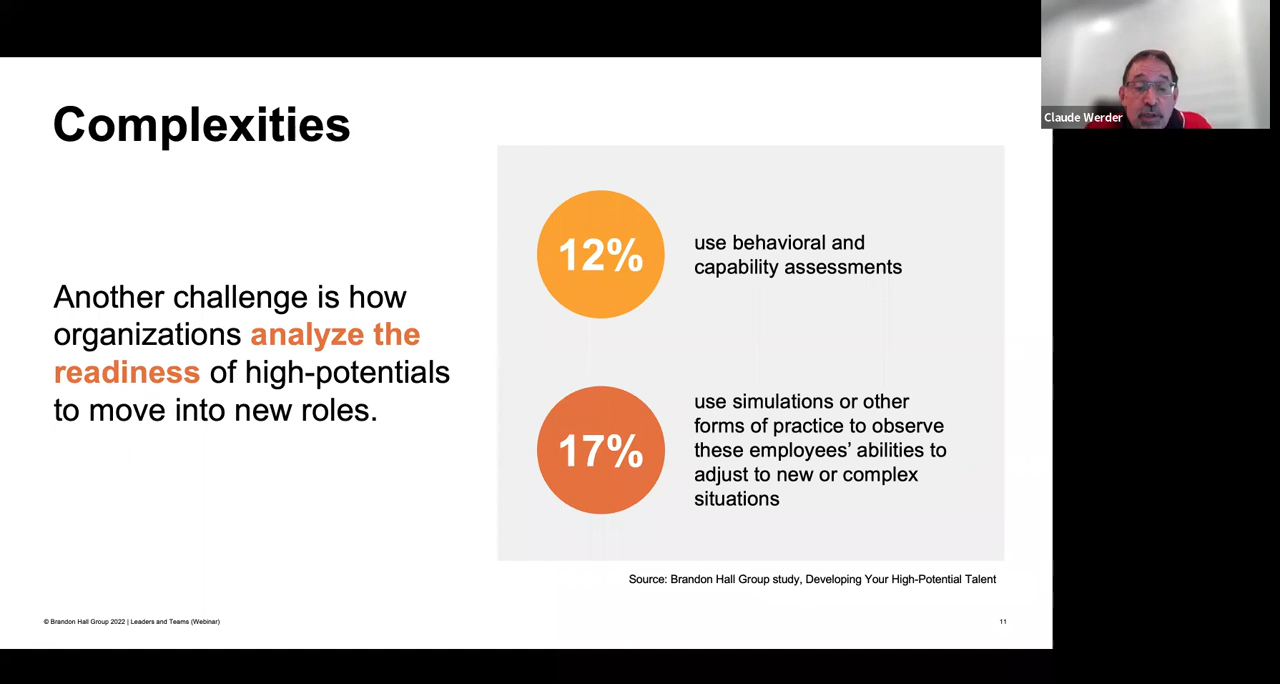 Complexities
Another challenge is how
organizations analyze the
readiness of high-potentials
to move into new roles.
12%
use behavioral and
capability assessments
17%
use simulations or other
forms of practice to observe
these employees’ abilities to
adjust to new or complex
situations
Source: Brandon Hall Group study, Developing Your High-Potential Talent
© Brandon Hall Group 2022 | Leaders and Teams (Webinar)
11
Claude Werder